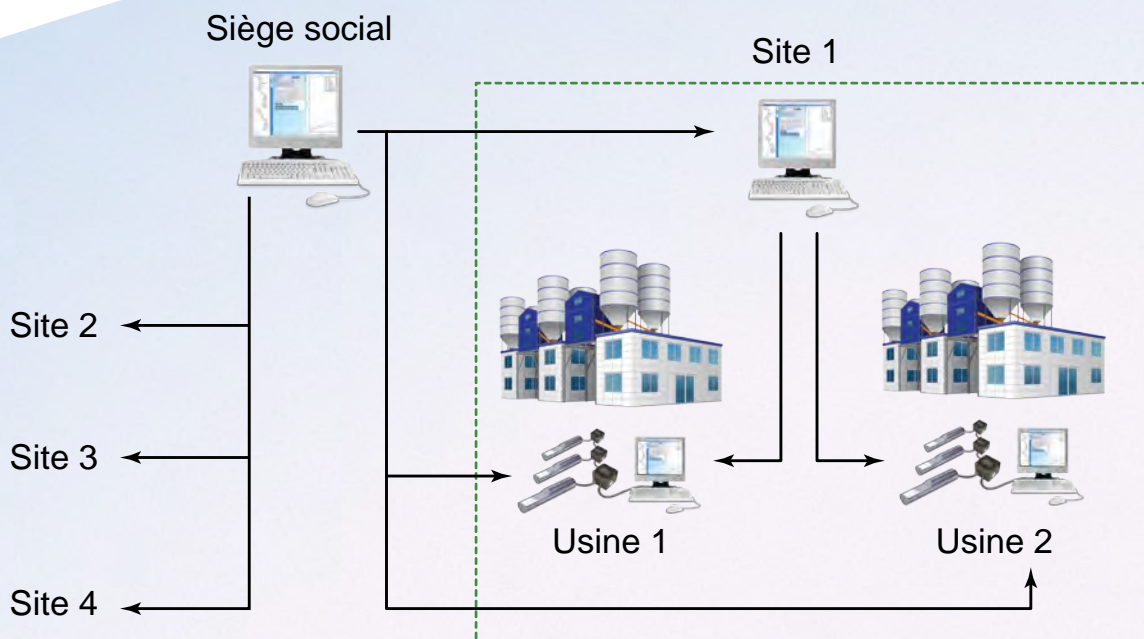 Siège social
Site 1
Site 2
Site 3
Site 4
Usine 1
Usine 2